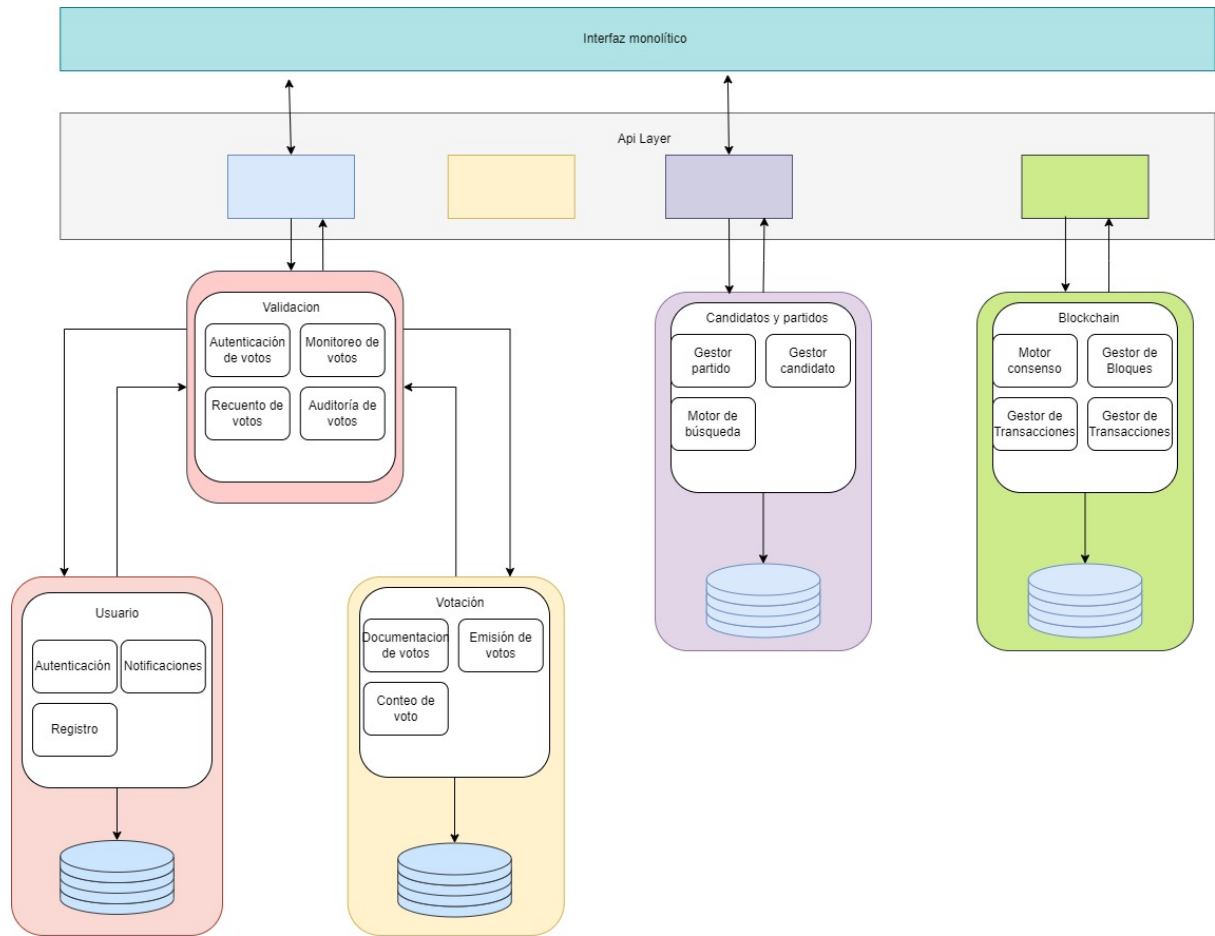 Interfaz monolítico
Api Layer
Validacion
Autenticación
de votos
Monitoreo de
votos
Recuento de
votos
Auditoría de
votos
Candidatos y partidos
Gestor
partido
Gestor
candidato
Motor de
búsqueda
Blockchain
Motor
consenso
Gestor de
Bloques
Gestor de
Transacciones
Gestor de
Transacciones
Usuario
Autenticación
Notificaciones
Registro
Votación
Documentacion
de votos
Emisión de
votos
Conteo de
voto